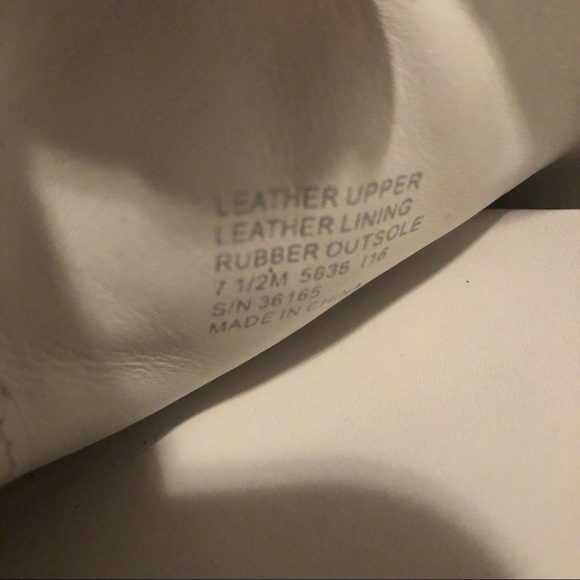 LEATHER UPPER
LEATHER LINING
RUBBER OUTSOLE
7 1/2M 5636 I16
S/N 36165
MADE IN CHINA